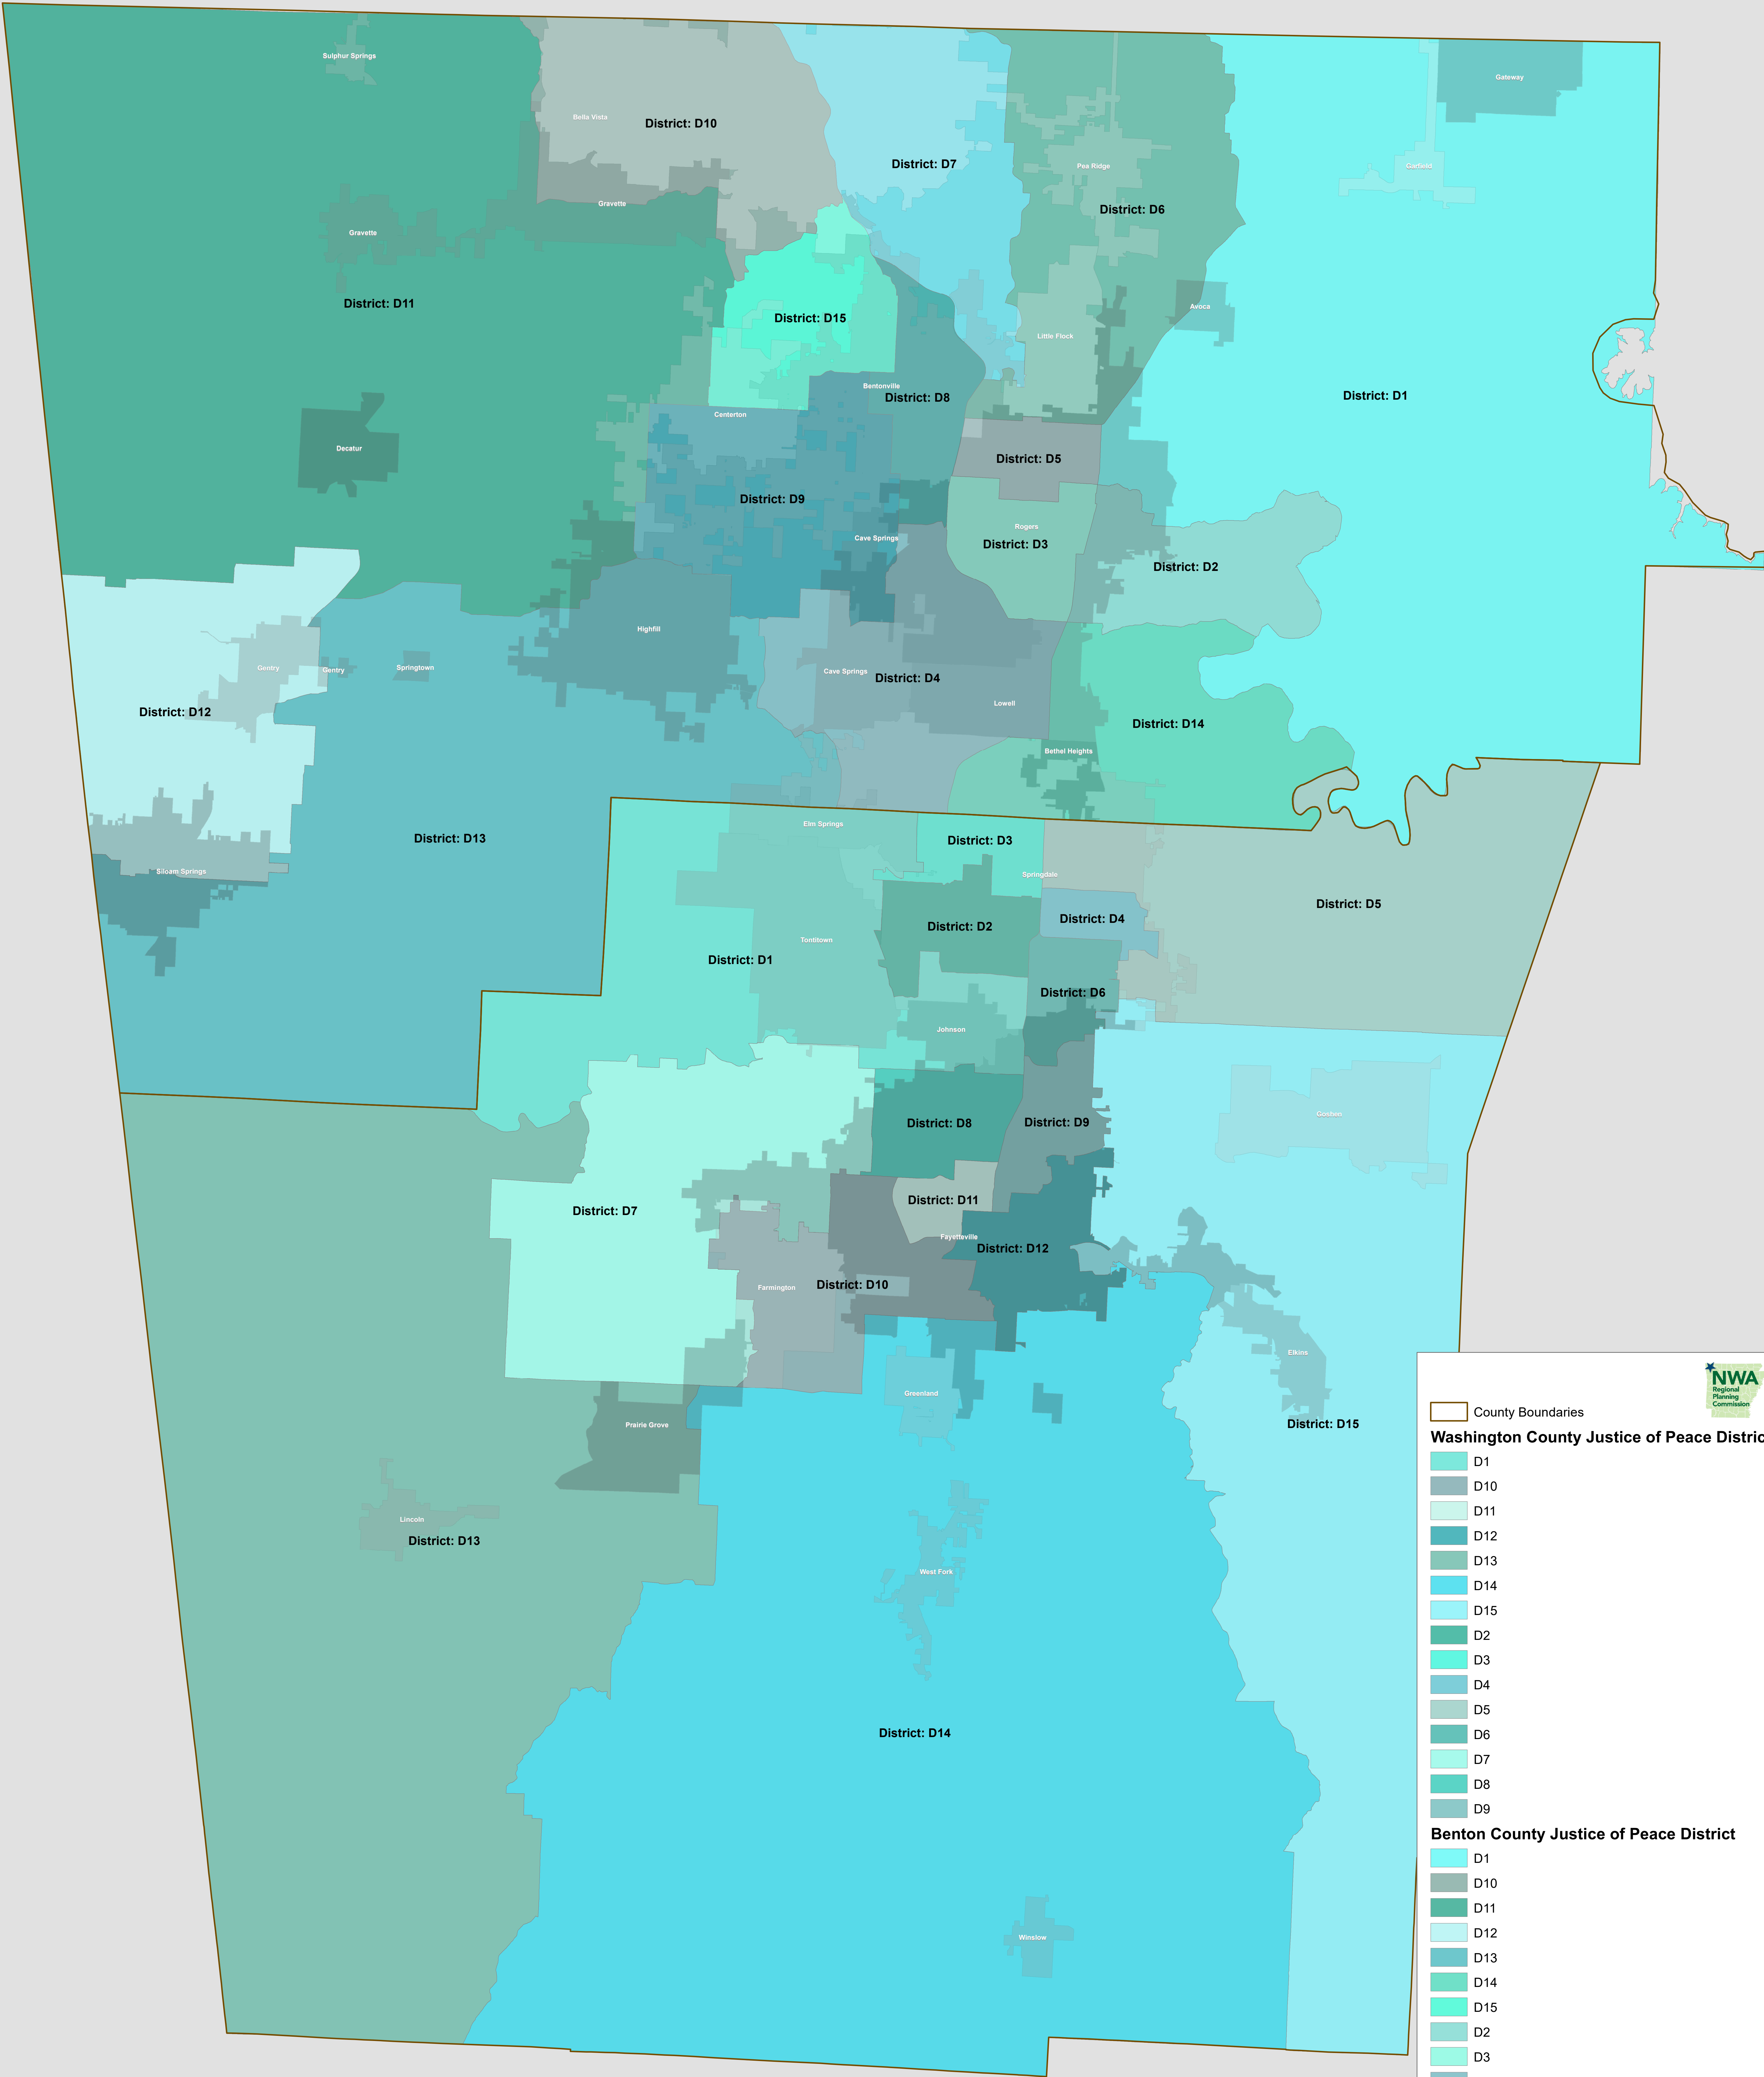 Sulphur Springs
Gateway
Bella Vista
District: D10
District: D7
Pea Ridge
Garfield
Gravette
District: D6
Gravette
District: D11
Avoca
District: D15
Little Flock
Bentonville
District: D8
District: D1
Centerton
Decatur
District: D5
District: D9
Rogers
Cave Springs
District: D3
District: D2
Highfill
Gentry
Gentry
Springtown
Cave Springs
District: D4
Lowell
District: D12
District: D14
Bethel Heights
Elm Springs
District: D13
District: D3
Siloam Springs
Springdale
District: D5
District: D4
District: D2
Tontitown
District: D1
District: D6
Johnson
Goshen
District: D8
District: D9
District: D11
District: D7
Fayetteville
District: D12
District: D10
Farmington
Elkins
Greenland
Prairie Grove
District: D15
Lincoln
District: D13
West Fork
District: D14
Winslow
NWA
Regional
Planning
Commission
County Boundaries
Washington County Justice of Peace Distric
D1
D10
D11
D12
D13
D14
D15
D2
D3
D4
D5
D6
D7
D8
D9
Benton County Justice of Peace District
D1
D10
D11
D12
D13
D14
D15
D2
D3